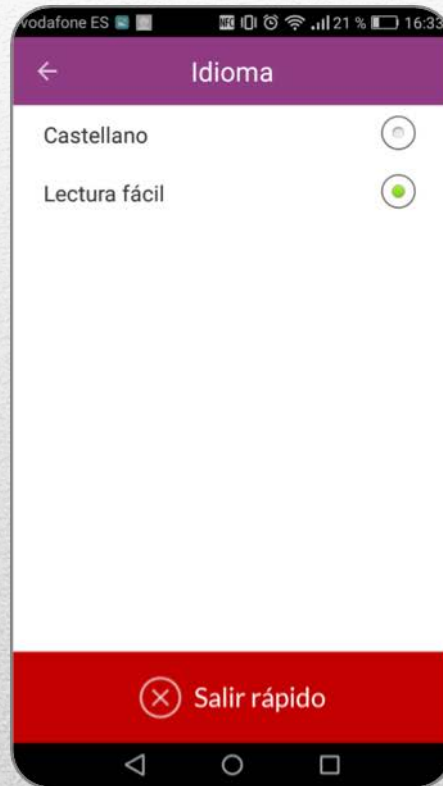 vodafone ES 21 % 16:33
Idioma
Castellano
Lectura fácil
Salir rápido